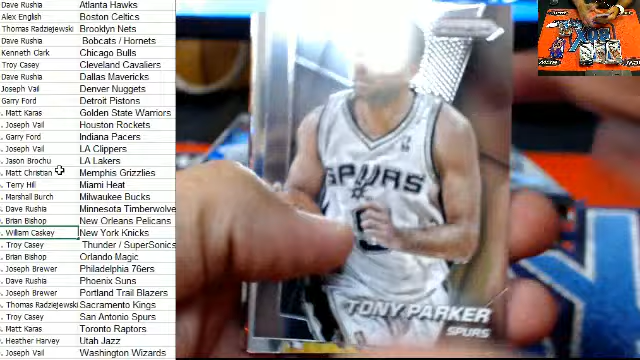 Dave Rushia Atlanta Hawks
Alex English Boston Celtics
Thomas Radziejewski Brooklyn Nets
Dave Rushia Bobcats / Hornets
Kenneth Clark Chicago Bulls
Troy Casey Cleveland Cavaliers
Dave Rushia Dallas Mavericks
Joseph Vail Denver Nuggets
Garry Ford Detroit Pistons
Matt Karas Golden State Warriors
Joseph Vail Houston Rockets
Garry Ford Indiana Pacers
Joseph Vail LA Clippers
Jason Brochu LA Lakers
Matt Christian Memphis Grizzlies
Terry Hill Miami Heat
Marshall Burch Milwaukee Bucks
Dave Rushia Minnesota Timberwolve
Brian Bishop New Orleans Pelicans
Willam Caskey New York Knicks
Troy Casey Thunder / SuperSonics
Brian Bishop Orlando Magic
Joseph Brewer Philadelphia 76ers
Dave Rushia Phoenix Suns
Joseph Brewer Portland Trail Blazers
Thomas Radziejewski Sacramento Kings
Troy Casey San Antonio Spurs
Matt Karas Toronto Raptors
Heather Harvey Utah Jazz
Joseph Vail Washington Wizards
SPURS
TONY PARKER
SPURS